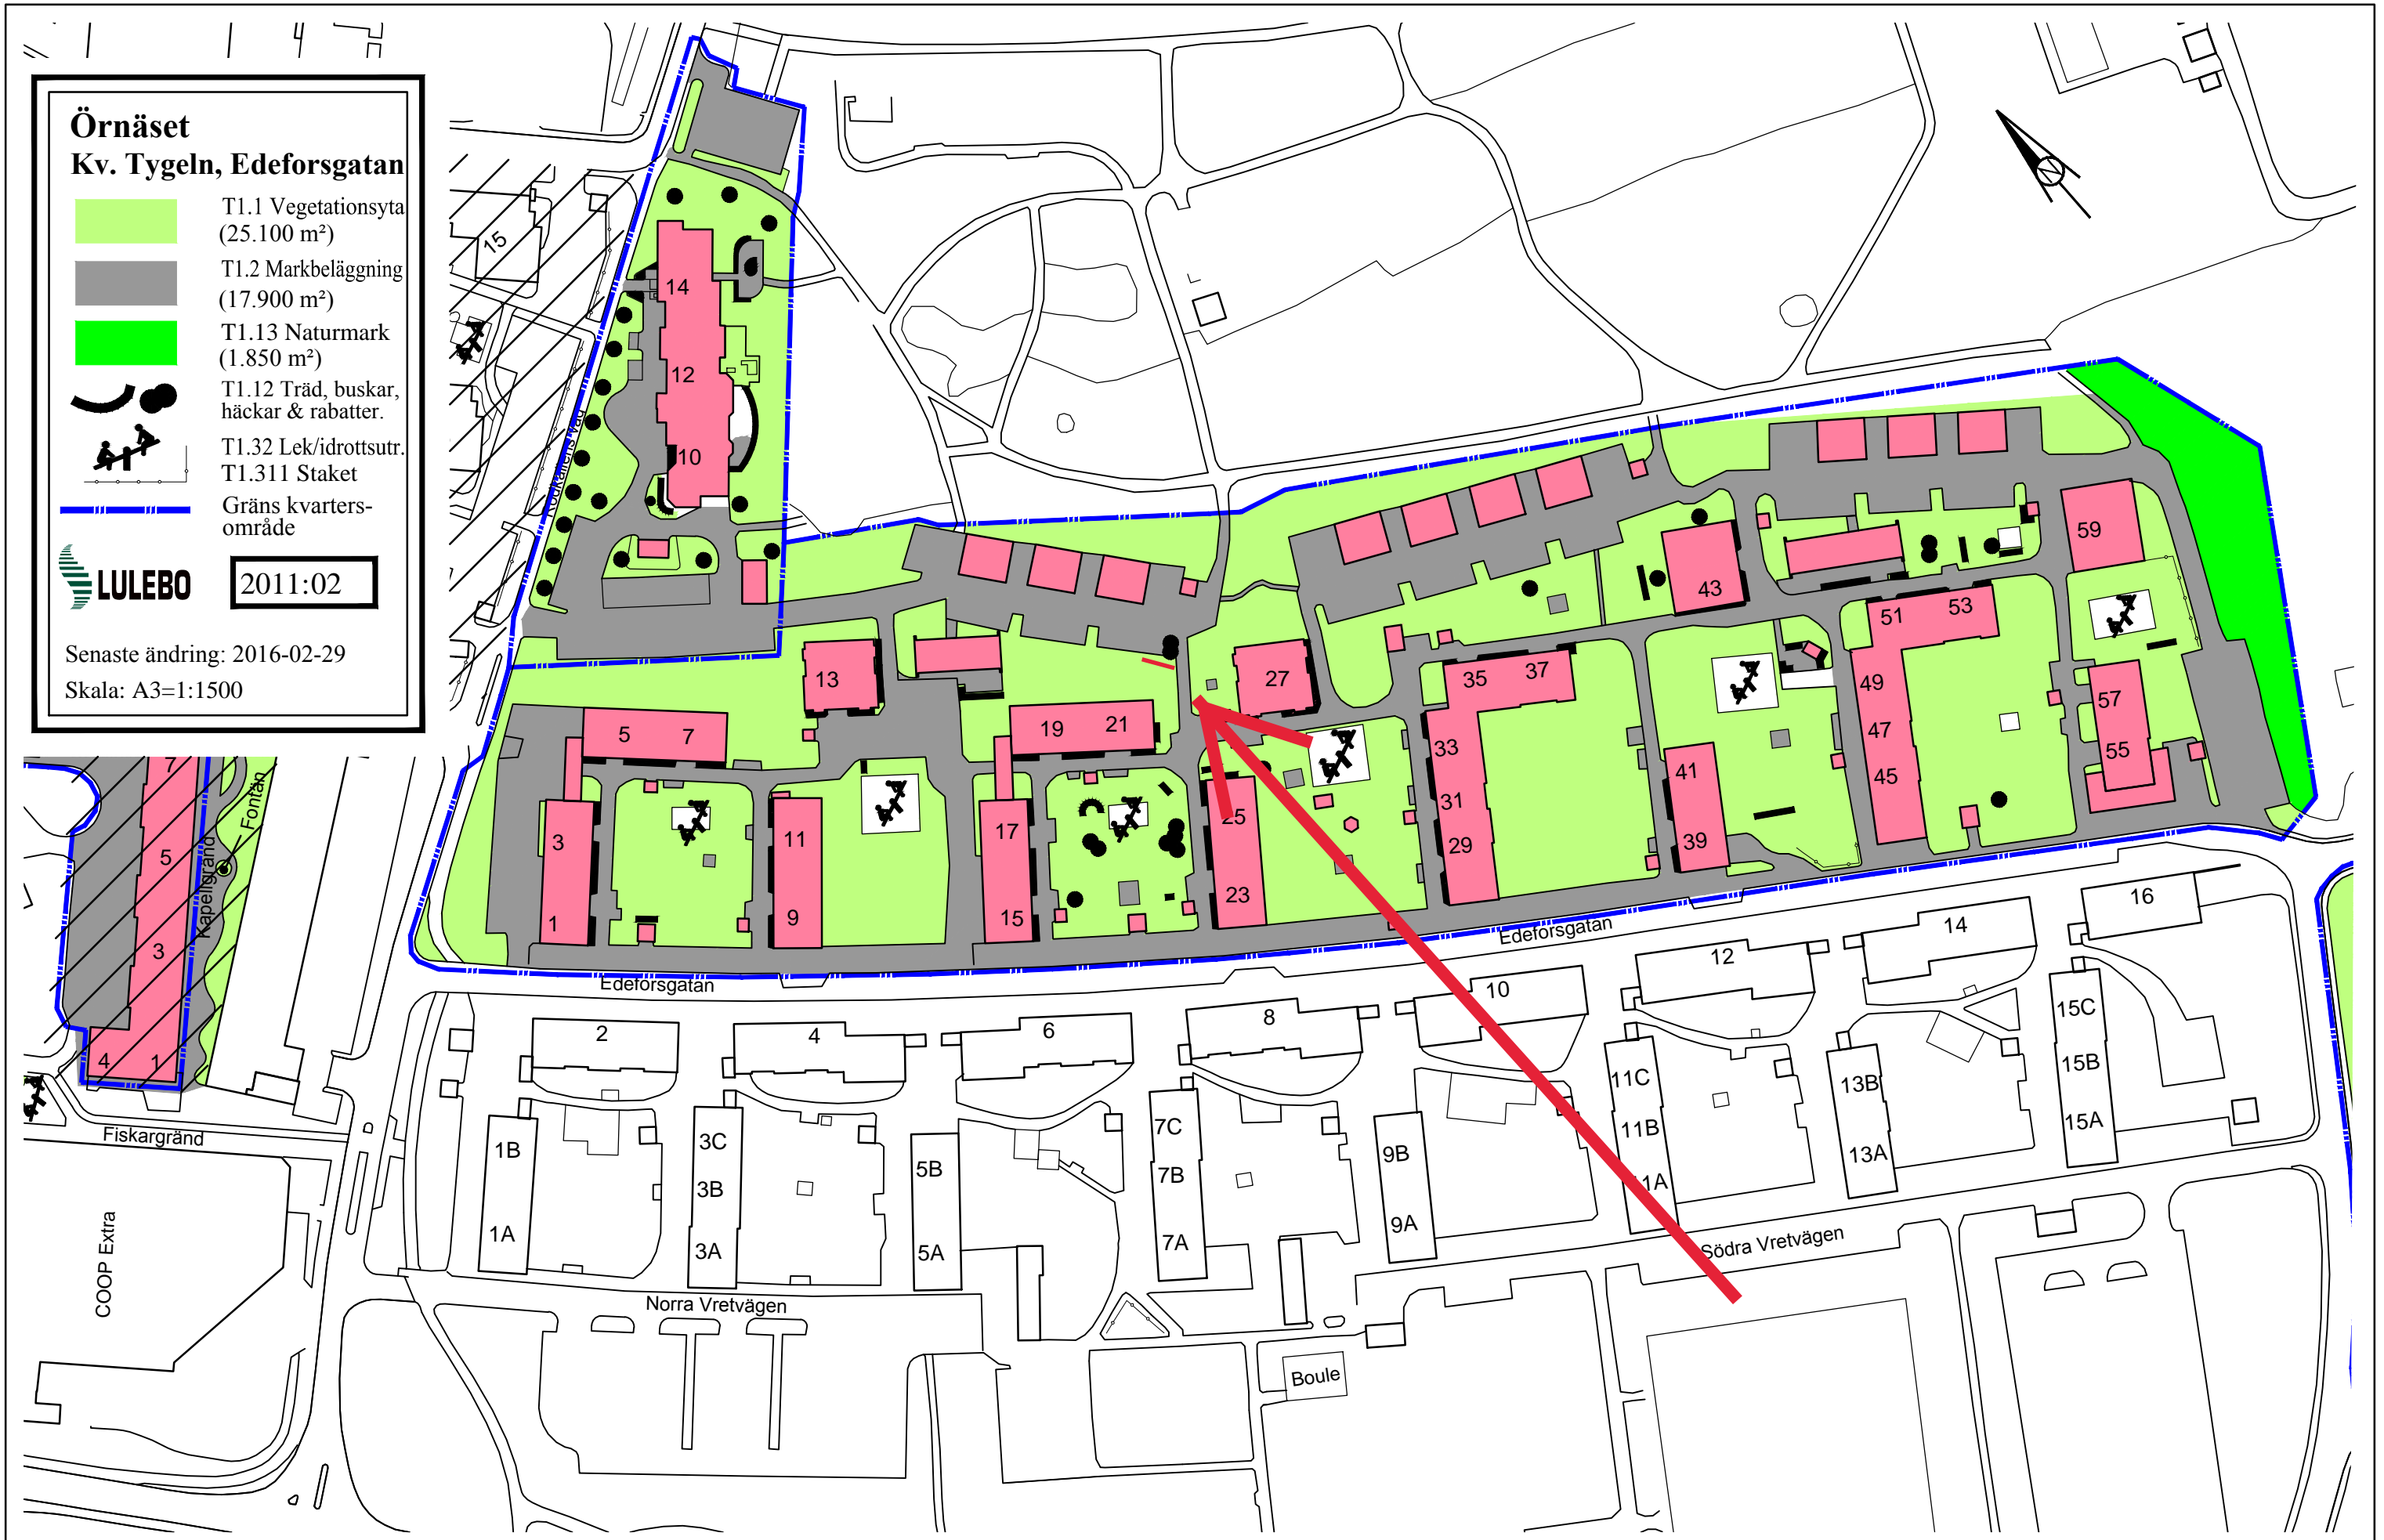 Örnäset
Kv. Tygeln, Edeforsgatan
T1.1 Vegetationsyta
(25.100 m²)
T1.2 Markbeläggning
(17.900 m²)
T1.13 Naturmark
(1.850 m²)
T1.12 Träd, buskar,
häckar & rabatter.
T1.32 Lek/idrottsutr.
T1.311 Staket
Gräns kvarters-
område
LULEBO
2011:02
Senaste ändring: 2016-02-29
Skala: A3=1:1500
N
15
14
12
10
13
5
7
3
1
11
9
19
21
17
15
27
25
23
35
37
33
31
29
43
41
39
51
53
49
47
45
59
57
55
7
5
3
4
1
Kapellgränd
Fontän
Fiskargränd
COOP Extra
Edeforsgatan
Edeforsgatan
2
4
6
8
10
12
14
16
1B
1A
3C
3B
3A
5B
5A
7C
7B
7A
9B
9A
11C
11B
11A
13B
13A
15C
15B
15A
Norra Vretvägen
Södra Vretvägen
Boule